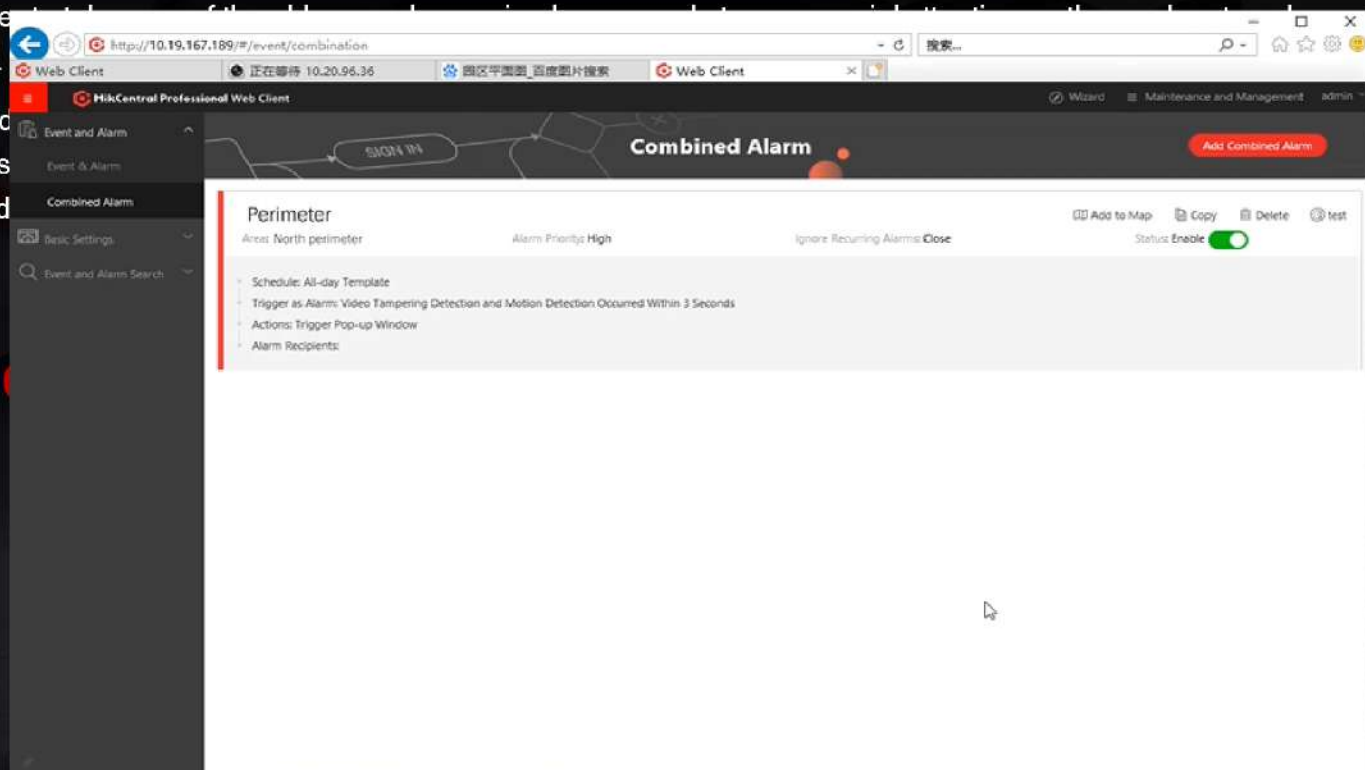 http://10.19.167.189/#/event/combination
搜索...
Web Client
正在等待 10.20.96.36
园区平面图_百度图片搜索
Web Client
HikCentral Professional Web Client
Wizard
Maintenance and Management
admin
Event and Alarm
Event & Alarm
Combined Alarm
Basic Settings
Event and Alarm Search
SIGN IN
Combined Alarm
Add Combined Alarm
Perimeter
Add to Map
Copy
Delete
test
Area: North perimeter
Alarm Priority: High
Ignore Recurring Alarms: Close
Status: Enable
Schedule: All-day Template
Trigger as Alarm: Video Tampering Detection and Motion Detection Occurred Within 3 Seconds
Actions: Trigger Pop-up Window
Alarm Recipients: